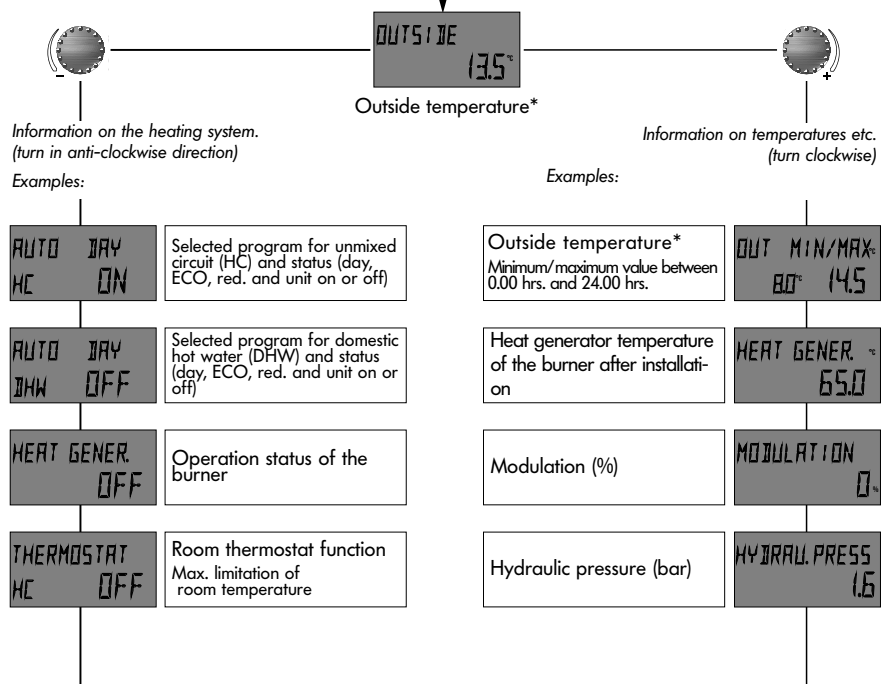 OUTSIDE
13.5°C
Outside temperature*
-
+
Information on the heating system.
(turn in anti-clockwise direction)
Examples:
Information on temperatures etc.
(turn clockwise)
Examples:
AUTO DAY
HC ON
Selected program for unmixed
circuit (HC) and status (day,
ECO, red. and unit on or off)
AUTO DAY
DHW OFF
Selected program for domestic
hot water (DHW) and status
(day, ECO, red. and unit on or
off)
HEAT GENER.
OFF
Operation status of the
burner
THERMOSTAT
HC OFF
Room thermostat function
Max. limitation of
room temperature
Outside temperature*
Minimum/maximum value between
0.00 hrs. and 24.00 hrs.
OUT MIN/MAX °C
8.0° 14.5
Heat generator temperature
of the burner after installati-
on
HEAT GENER. °C
65.0
Modulation (%)
MODULATION
0 %
Hydraulic pressure (bar)
HYDRAU.PRESS
1.6